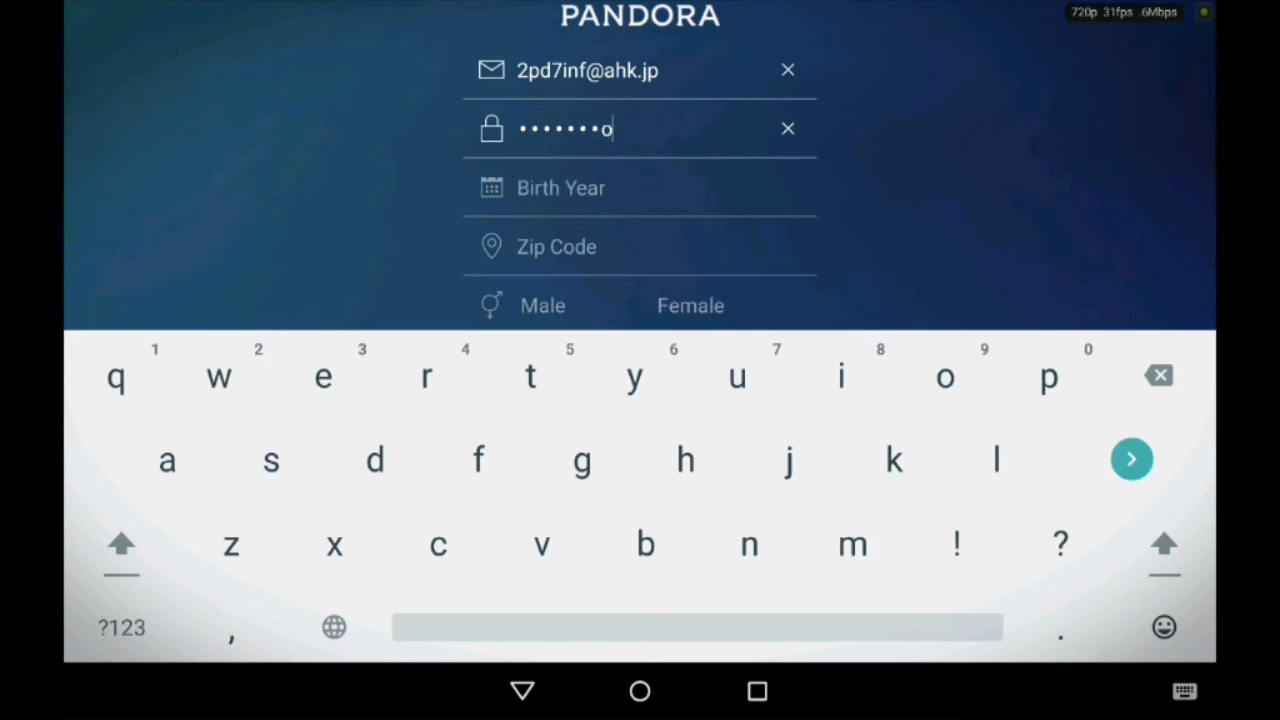 PANDORA
720p 31fps .6Mbps
2pd7inf@ahk.jp
•••••••o
Birth Year
Zip Code
Male Female
1 2 3 4 5 6 7 8 9 0
q w e r t y u i o p
a s d f g h j k l
z x c v b n m ! ?
?123 , .